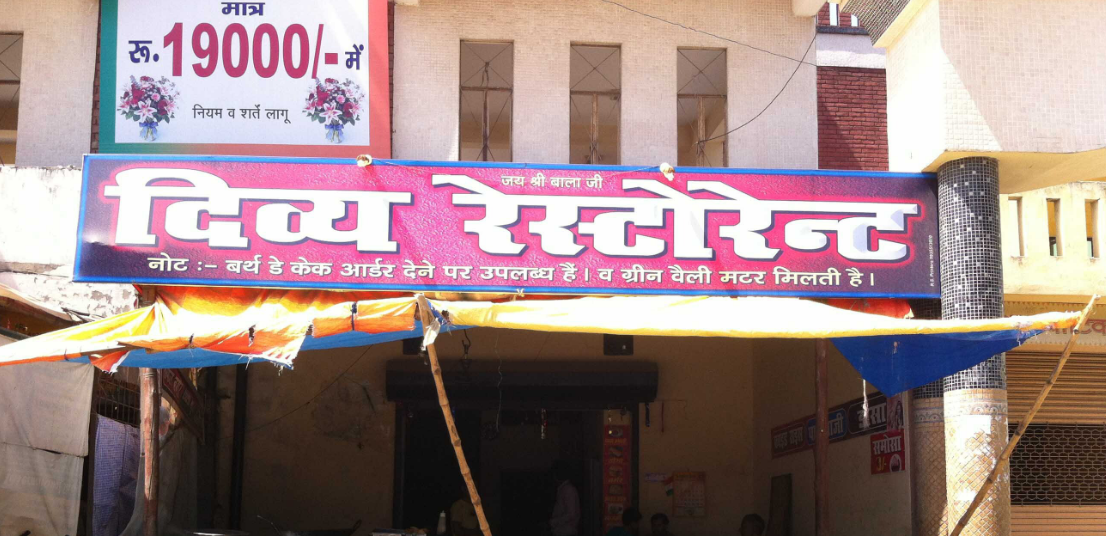 मात्र
रू. 19000/- में
नियम व शर्तें लागू
जय श्री बाला जी
दिव्य रेस्टोरेन्ट
नोट :- बर्थ डे केक आर्डर देने पर उपलब्ध हैं। व ग्रीन वैली मटर मिलती है।
समोसा